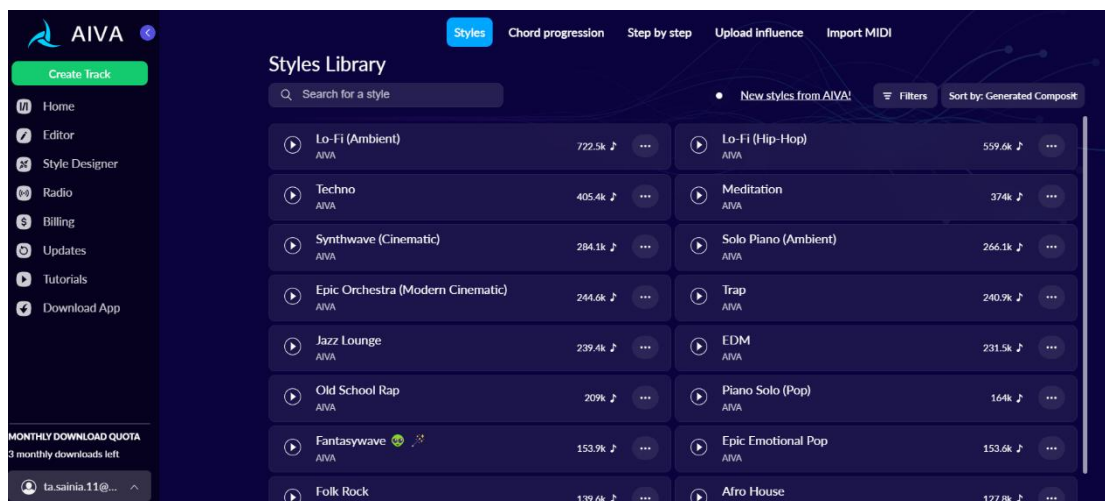 AIVA
Create Track
Home
Editor
Style Designer
Radio
Billing
Updates
Tutorials
Download App
MONTHLY DOWNLOAD QUOTA
3 monthly downloads left
ta.sainia.11@...
Styles Chord progression Step by step Upload influence Import MIDI
Styles Library
Search for a style
New styles from AIVA! Filters Sort by: Generated Composit
Lo-Fi (Ambient)
AIVA
722.5k
Lo-Fi (Hip-Hop)
AIVA
559.6k
Techno
AIVA
405.4k
Meditation
AIVA
374k
Synthwave (Cinematic)
AIVA
284.1k
Solo Piano (Ambient)
AIVA
266.1k
Epic Orchestra (Modern Cinematic)
AIVA
244.6k
Trap
AIVA
240.9k
Jazz Lounge
AIVA
239.4k
EDM
AIVA
231.5k
Old School Rap
AIVA
209k
Piano Solo (Pop)
AIVA
164k
Fantasywave
AIVA
153.9k
Epic Emotional Pop
AIVA
153.6k
Folk Rock
139.6k
Afro House
127.8k